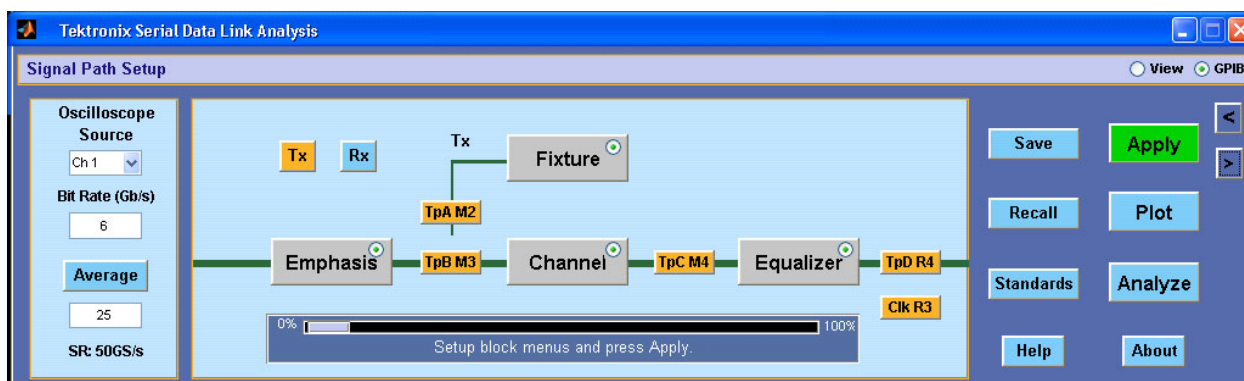 Tektronix Serial Data Link Analysis
Signal Path Setup
View
GPIB
Oscilloscope
Source
Ch 1
Bit Rate (Gb/s)
6
Average
25
SR: 50GS/s
Tx
Rx
Tx
Fixture
TpA M2
Emphasis
TpB M3
Channel
TpC M4
Equalizer
TpD R4
Clk R3
0%
100%
Setup block menus and press Apply.
Save
Apply
<
>
Recall
Plot
Standards
Analyze
Help
About